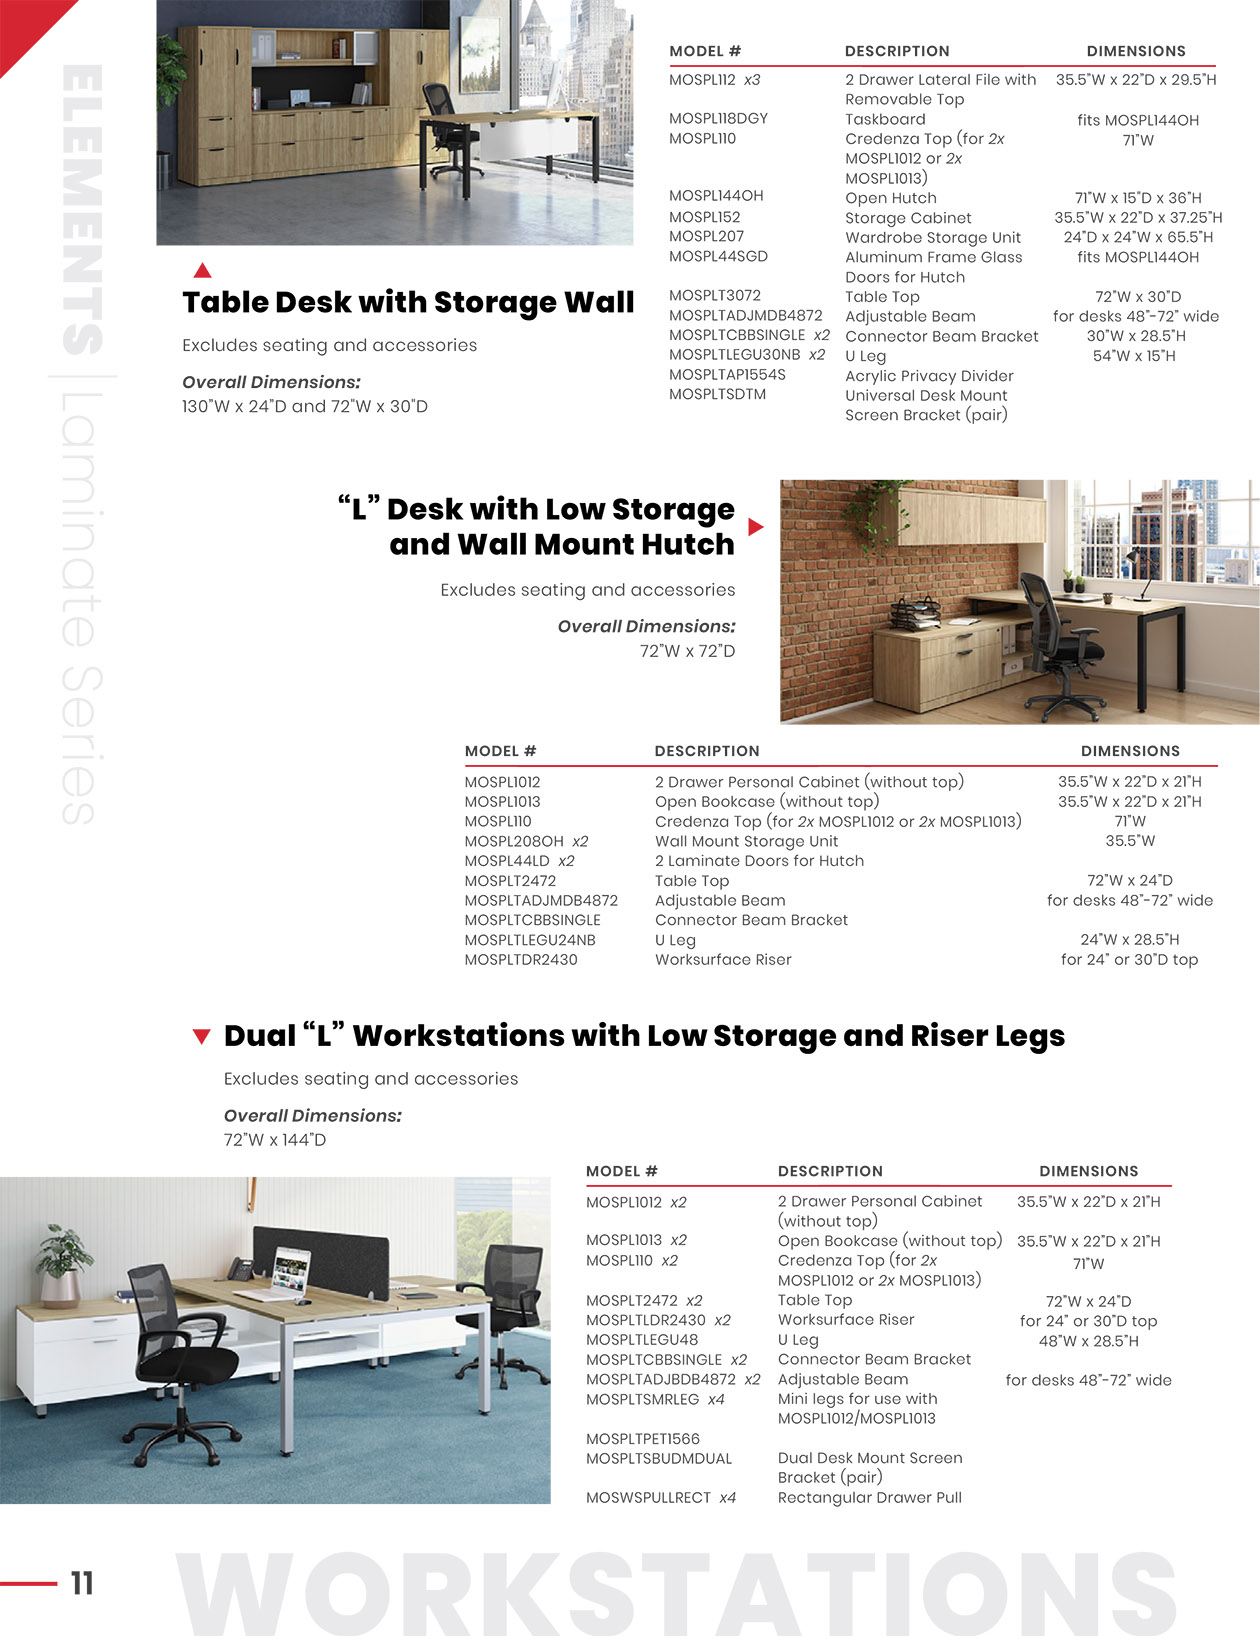 ELEMENTS | Laminate Series
MODEL # DESCRIPTION DIMENSIONS
MOSPL112 x3 2 Drawer Lateral File with 35.5"W x 22"D x 29.5"H
Removable Top
MOSPL118DGY Taskboard fits MOSPL144OH
MOSPL110 Credenza Top (for 2x 71"W
MOSPL1012 or 2x
MOSPL1013)
MOSPL144OH Open Hutch 71"W x 15"D x 36"H
MOSPL152 Storage Cabinet 35.5"W x 22"D x 37.25"H
MOSPL207 Wardrobe Storage Unit 24"D x 24"W x 65.5"H
MOSPL44SGD Aluminum Frame Glass fits MOSPL144OH
Doors for Hutch
MOSPLT3072 Table Top 72"W x 30"D
MOSPLTADJMDB4872 Adjustable Beam for desks 48"-72" wide
MOSPLTCBBSINGLE x2 Connector Beam Bracket 30"W x 28.5"H
MOSPLTLEGU30NB x2 U Leg 54"W x 15"H
MOSPLTAP1554S Acrylic Privacy Divider
MOSPLTSDTM Universal Desk Mount
Screen Bracket (pair)
Table Desk with Storage Wall
Excludes seating and accessories
Overall Dimensions:
130"W x 24"D and 72"W x 30"D
“L” Desk with Low Storage
and Wall Mount Hutch
Excludes seating and accessories
Overall Dimensions:
72"W x 72"D
MODEL # DESCRIPTION DIMENSIONS
MOSPL1012 2 Drawer Personal Cabinet (without top) 35.5"W x 22"D x 21"H
MOSPL1013 Open Bookcase (without top) 35.5"W x 22"D x 21"H
MOSPL110 Credenza Top (for 2x MOSPL1012 or 2x MOSPL1013) 71"W
MOSPL208OH x2 Wall Mount Storage Unit 35.5"W
MOSPL44LD x2 2 Laminate Doors for Hutch
MOSPLT2472 Table Top 72"W x 24"D
MOSPLTADJMDB4872 Adjustable Beam for desks 48"-72" wide
MOSPLTCBBSINGLE Connector Beam Bracket
MOSPLTLEGU24NB U Leg 24"W x 28.5"H
MOSPLTDR2430 Worksurface Riser for 24" or 30"D top
Dual “L” Workstations with Low Storage and Riser Legs
Excludes seating and accessories
Overall Dimensions:
72"W x 144"D
MODEL # DESCRIPTION DIMENSIONS
MOSPL1012 x2 2 Drawer Personal Cabinet 35.5"W x 22"D x 21"H
(without top)
MOSPL1013 x2 Open Bookcase (without top) 35.5"W x 22"D x 21"H
MOSPL110 x2 Credenza Top (for 2x 71"W
MOSPL1012 or 2x MOSPL1013)
MOSPLT2472 x2 Table Top 72"W x 24"D
MOSPLTLDR2430 x2 Worksurface Riser for 24" or 30"D top
MOSPLTLEGU48 U Leg 48"W x 28.5"H
MOSPLTCBBSINGLE x2 Connector Beam Bracket
MOSPLTADJBDB4872 x2 Adjustable Beam for desks 48"-72" wide
MOSPLTSMRLEG x4 Mini legs for use with
MOSPL1012/MOSPL1013
MOSPLTPET1566
MOSPLTSBUDMDUAL Dual Desk Mount Screen
Bracket (pair)
MOSWSPULLRECT x4 Rectangular Drawer Pull
11
WORKSTATIONS